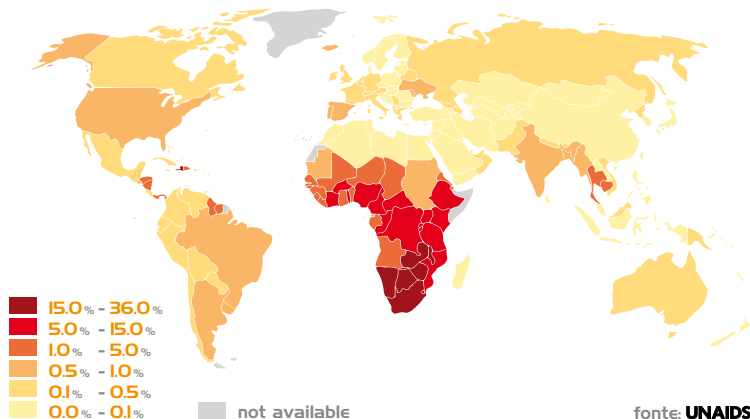 15.0% - 36.0%
5.0% - 15.0%
1.0% - 5.0%
0.5% - 1.0%
0.1% - 0.5%
0.0% - 0.1%
not available
fonte: UNAIDS